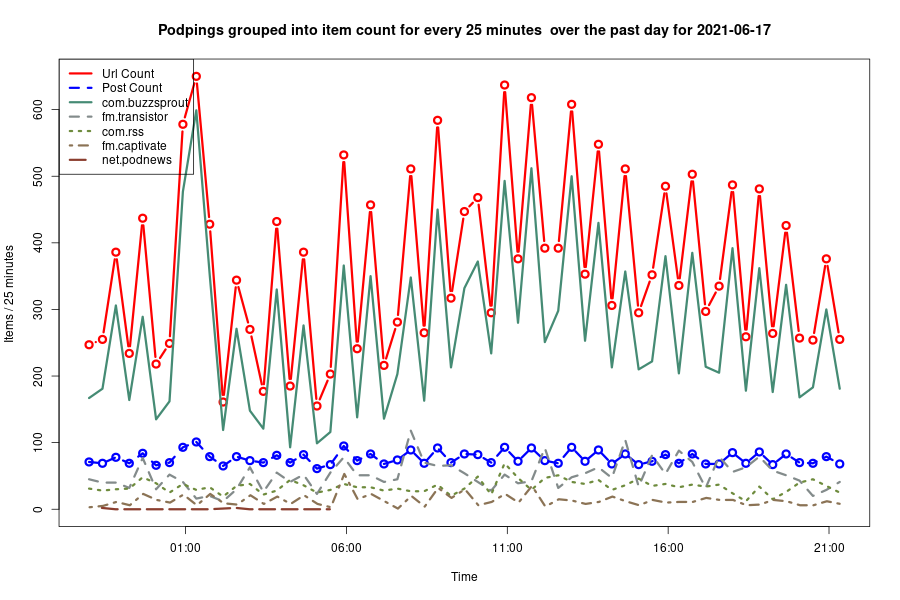 Podpings grouped into item count for every 25 minutes  over the past day for 2021-06-17
Url Count
Post Count
com.buzzsprout
fm.transistor
com.rss
fm.captivate
net.podnews
Items / 25 minutes
600
500
400
300
200
100
0
01:00
06:00
11:00
16:00
21:00
Time